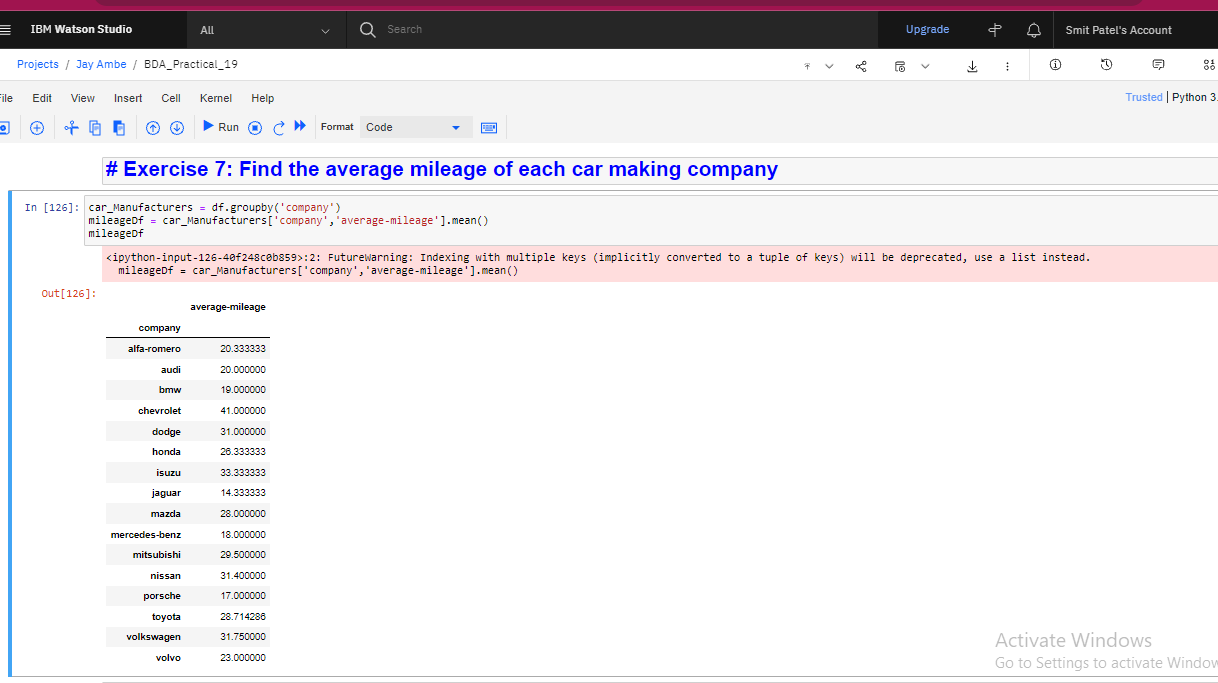 IBM Watson Studio
All
Search
Upgrade
Smit Patel's Account
Projects / Jay Ambe / BDA_Practical_19
ile Edit View Insert Cell Kernel Help
Trusted | Python 3.
Run Format Code
# Exercise 7: Find the average mileage of each car making company
In [126]: car_Manufacturers = df.groupby('company')
mileageDf = car_Manufacturers['company','average-mileage'].mean()
mileageDf
<ipython-input-126-40f248c0b859>:2: FutureWarning: Indexing with multiple keys (implicitly converted to a tuple of keys) will be deprecated, use a list instead.
mileageDf = car_Manufacturers['company','average-mileage'].mean()
Out[126]:
average-mileage
company
alfa-romero 20.333333
audi 20.000000
bmw 19.000000
chevrolet 41.000000
dodge 31.000000
honda 26.333333
isuzu 33.333333
jaguar 14.333333
mazda 28.000000
mercedes-benz 18.000000
mitsubishi 29.500000
nissan 31.400000
porsche 17.000000
toyota 28.714286
volkswagen 31.750000
volvo 23.000000
Activate Windows
Go to Settings to activate Window